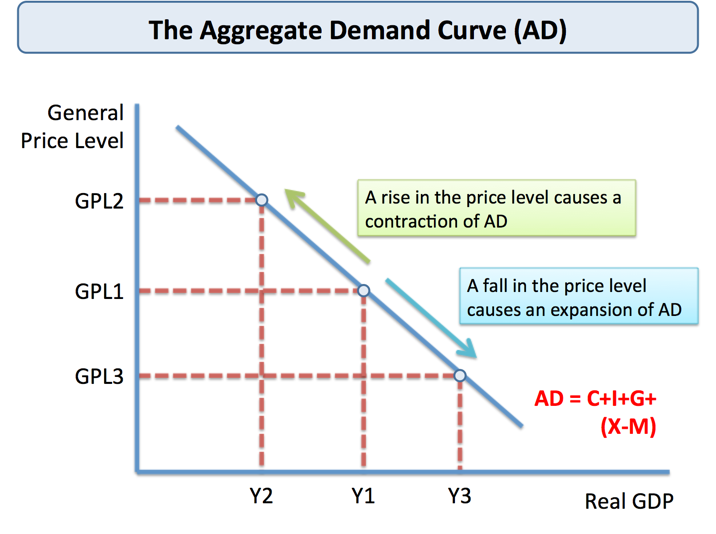 The Aggregate Demand Curve (AD)
General
Price Level
GPL2
A rise in the price level causes a
contraction of AD
GPL1
A fall in the price level
causes an expansion of AD
GPL3
AD = C+I+G+
(X-M)
Y2
Y1
Y3
Real GDP